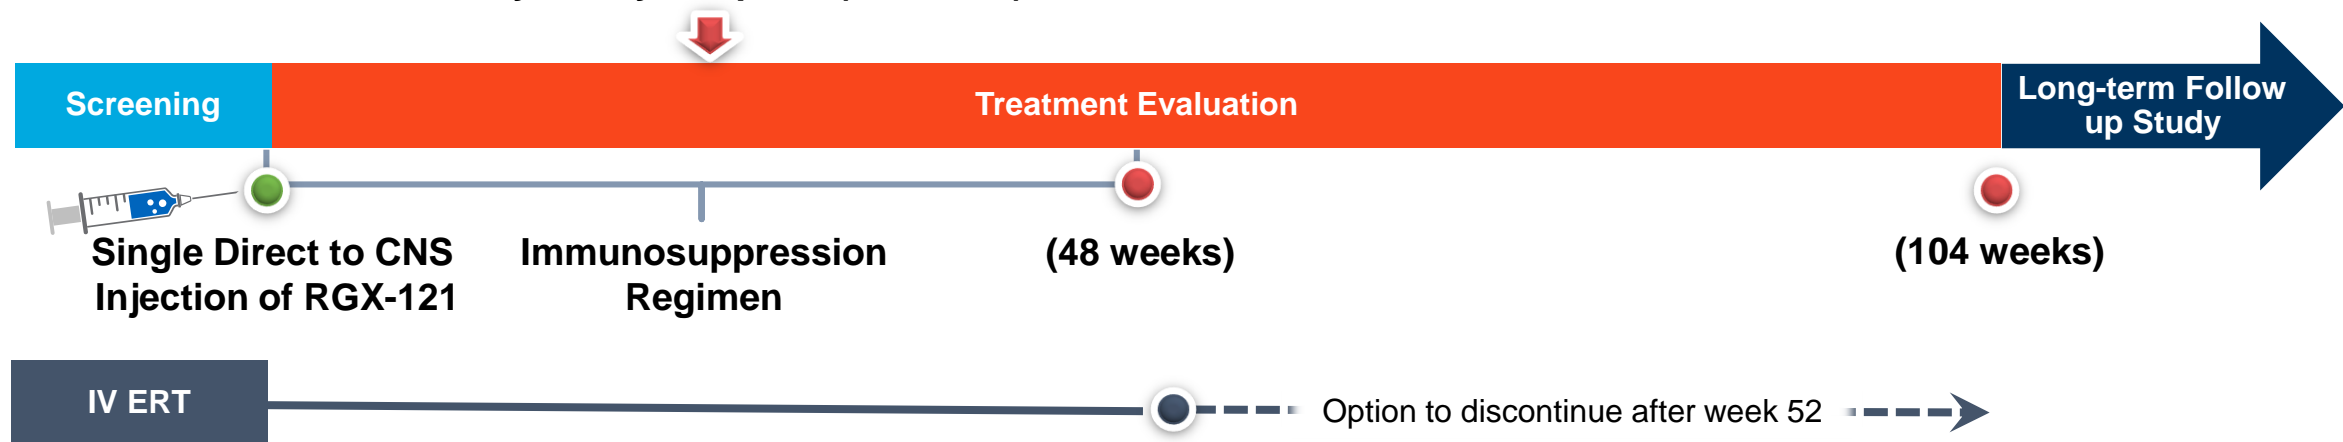 Screening
Treatment Evaluation
Long-term Follow
up Study
Single Direct to CNS
Injection of RGX-121
Immunosuppression
Regimen
(48 weeks)
(104 weeks)
IV ERT
Option to discontinue after week 52